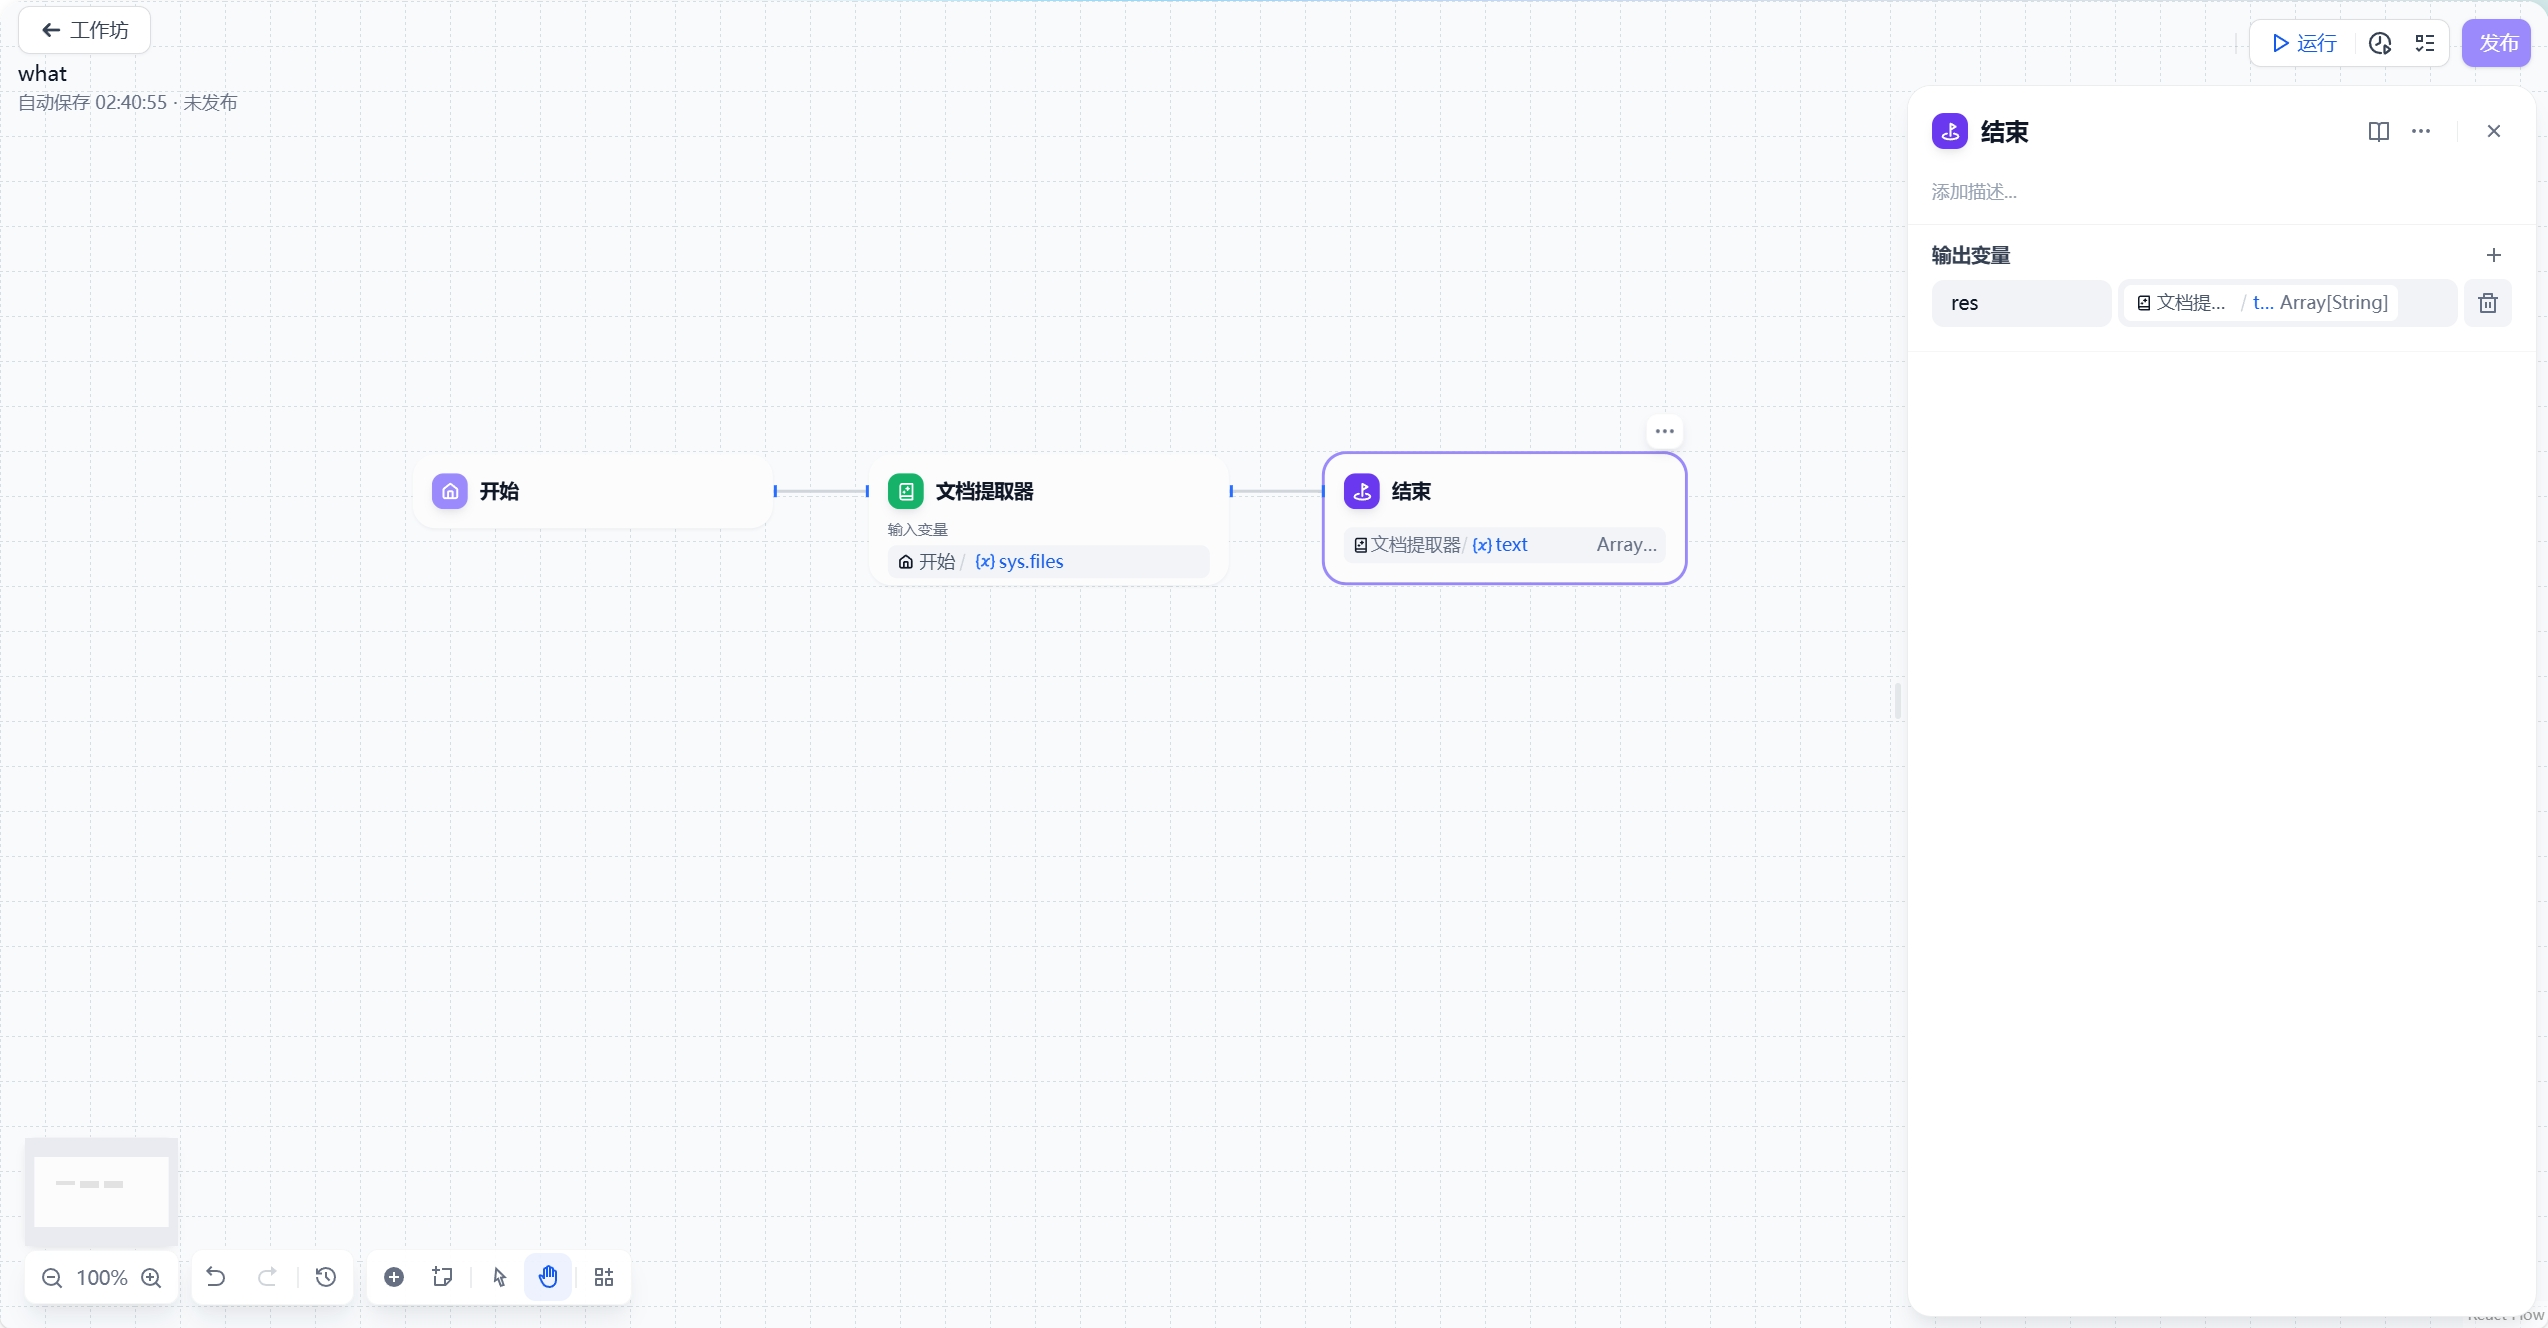 工作坊
what
自动保存 02:40:55 · 未发布
运行
发布
开始
文档提取器
输入变量
开始 / {x} sys.files
结束
文档提取器 / {x} text Array...
结束
添加描述...
输出变量
res
文档提... / t... Array[String]
100%